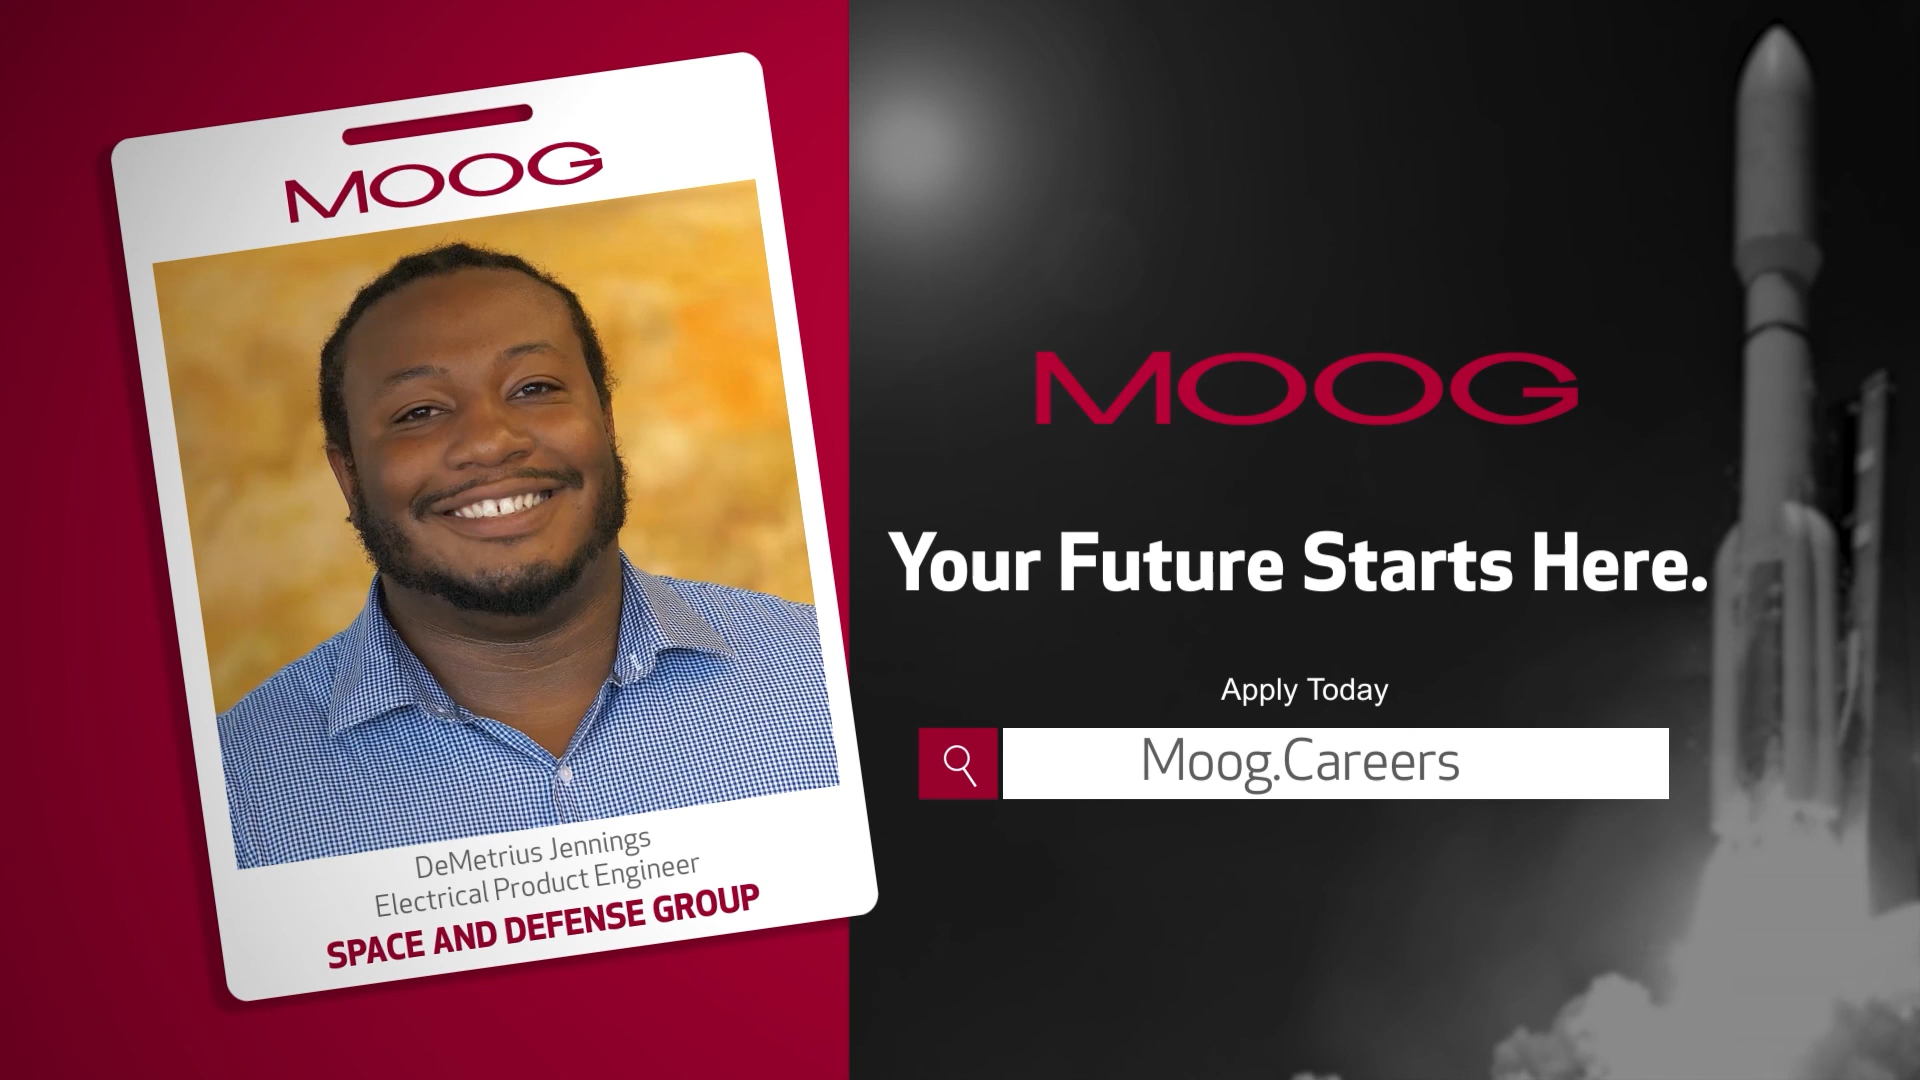 MOOG
DeMetrius Jennings
Electrical Product Engineer
SPACE AND DEFENSE GROUP
MOOG
Your Future Starts Here.
Apply Today
Moog.Careers